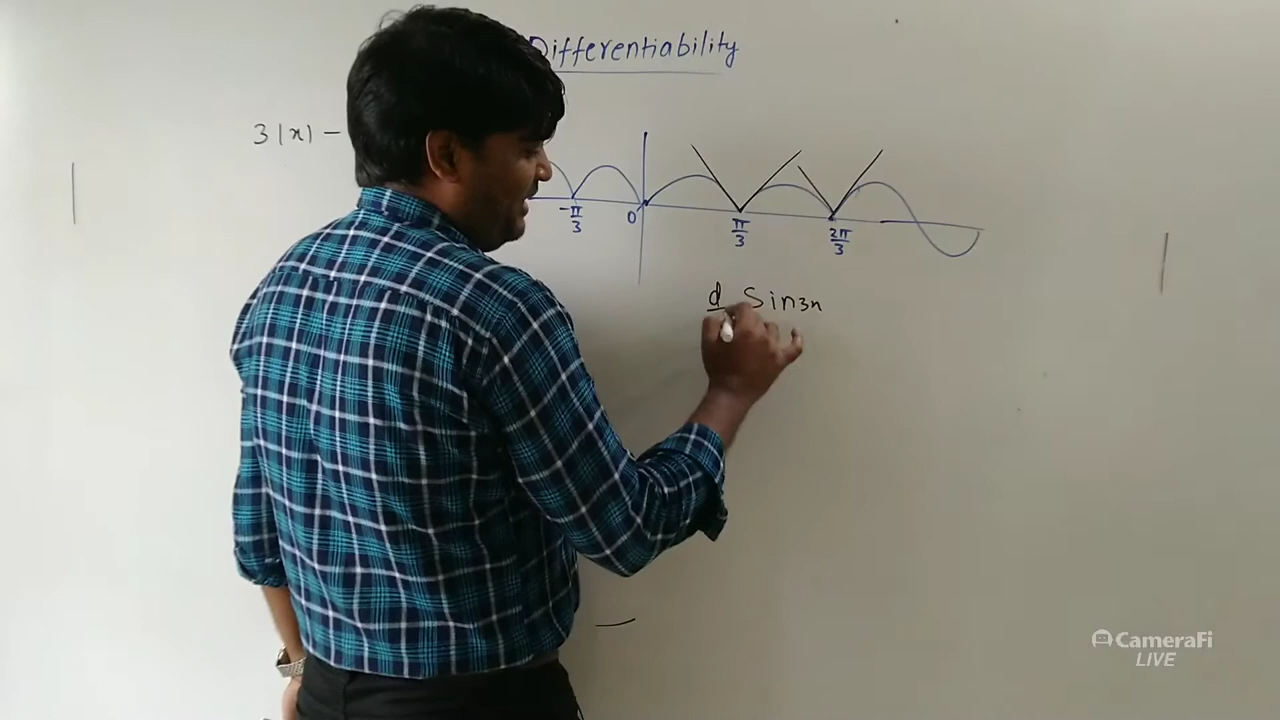 Differentiability
3|x| −
-π/3 0 π/3 2π/3
d Sin3x
CameraFi
LIVE